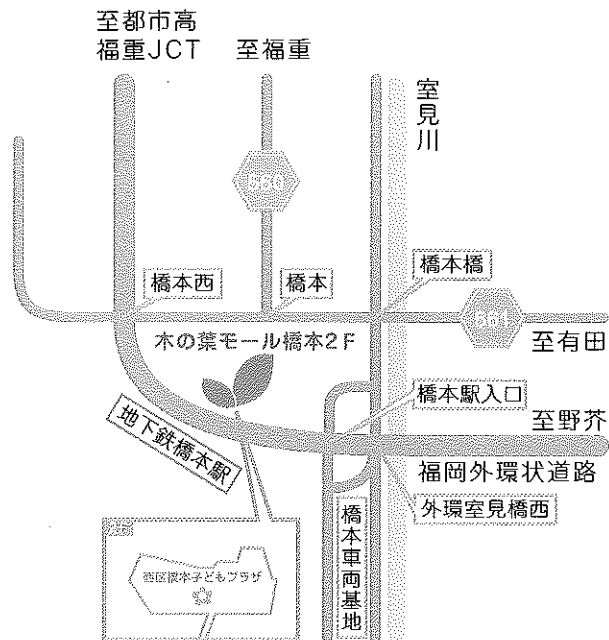 至都市高
福重JCT
至福重
室見川
560
橋本西
橋本
橋本橋
561
至有田
木の葉モール橋本2F
橋本駅入口
至野芥
地下鉄橋本駅
福岡外環状道路
外環室見橋西
橋本車両基地
2F
西区橋本子どもプラザ